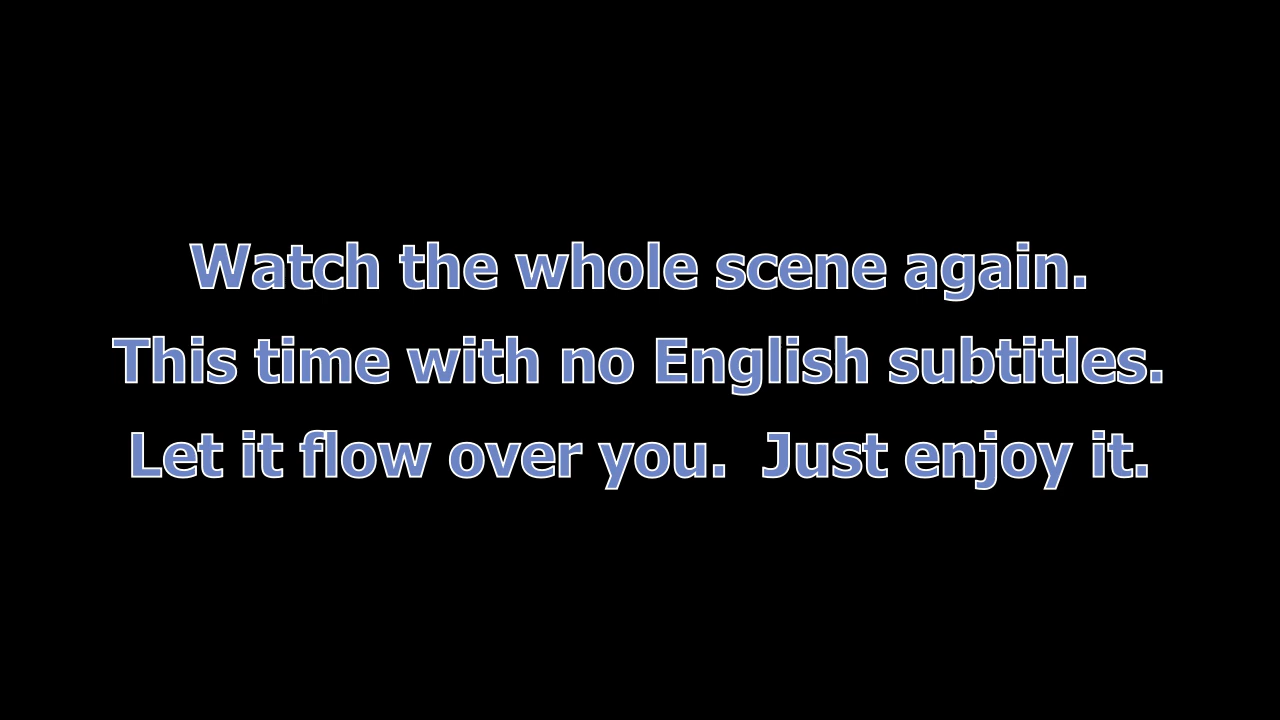 Watch the whole scene again.
This time with no English subtitles.
Let it flow over you.  Just enjoy it.